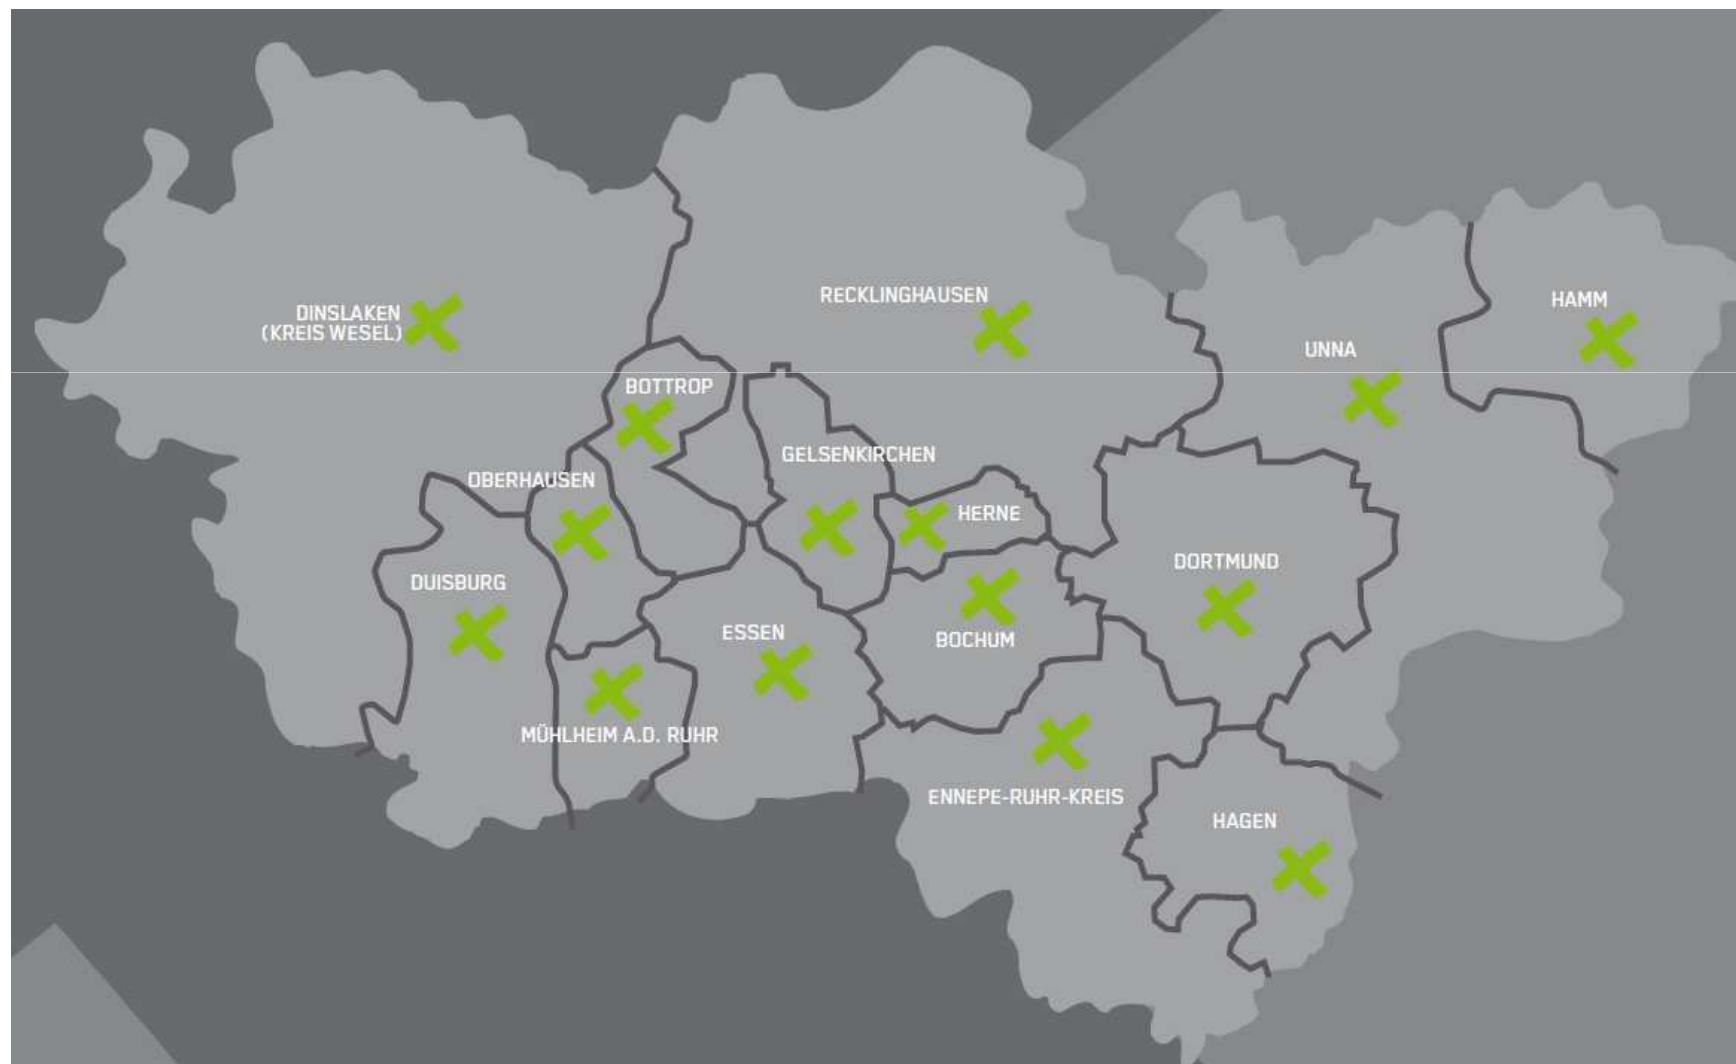 RECKLINGHAUSEN
HAMM
DINSLAKEN
(KREIS WESEL)
UNNA
BOTTROP
GELSENKIRCHEN
OBERHAUSEN
HERNE
DORTMUND
DUISBURG
ESSEN
BOCHUM
MÜHLHEIM A.D. RUHR
ENNEPE-RUHR-KREIS
HAGEN